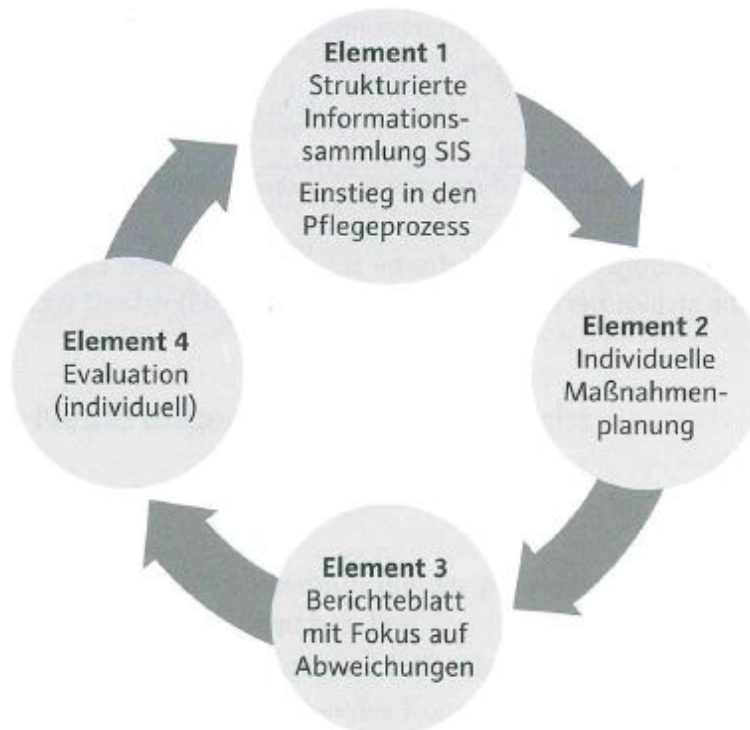 Element 1
Strukturierte
Informations-
sammlung SIS
Einstieg in den
Pflegeprozess
Element 2
Individuelle
Maßnahmen-
planung
Element 3
Berichteblatt
mit Fokus auf
Abweichungen
Element 4
Evaluation
(individuell)